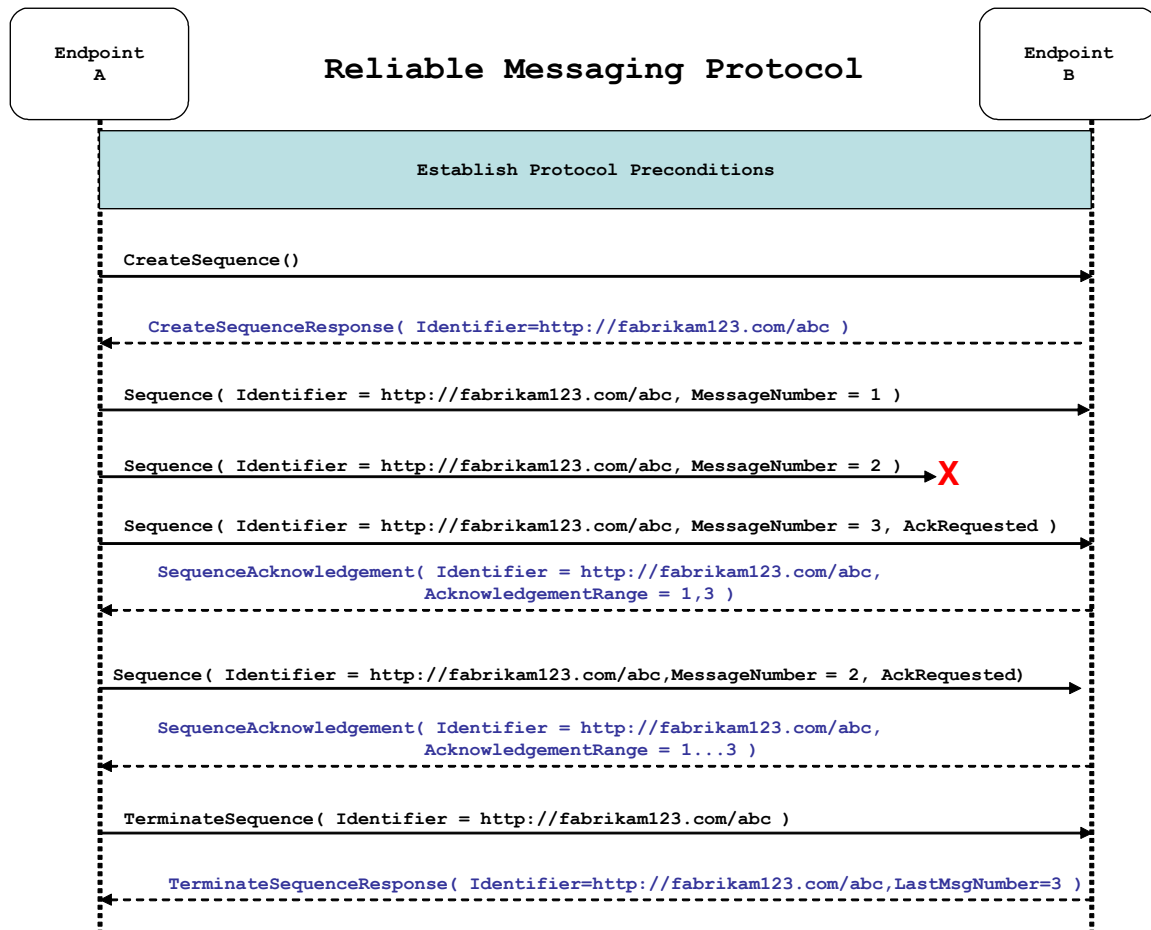 Endpoint
A
Reliable Messaging Protocol
Endpoint
B
Establish Protocol Preconditions
CreateSequence()
CreateSequenceResponse( Identifier=http://fabrikam123.com/abc )
Sequence( Identifier = http://fabrikam123.com/abc, MessageNumber = 1 )
Sequence( Identifier = http://fabrikam123.com/abc, MessageNumber = 2 )
X
Sequence( Identifier = http://fabrikam123.com/abc, MessageNumber = 3, AckRequested )
SequenceAcknowledgement( Identifier = http://fabrikam123.com/abc,
AcknowledgementRange = 1,3 )
Sequence( Identifier = http://fabrikam123.com/abc,MessageNumber = 2, AckRequested)
SequenceAcknowledgement( Identifier = http://fabrikam123.com/abc,
AcknowledgementRange = 1...3 )
TerminateSequence( Identifier = http://fabrikam123.com/abc )
TerminateSequenceResponse( Identifier=http://fabrikam123.com/abc,LastMsgNumber=3 )